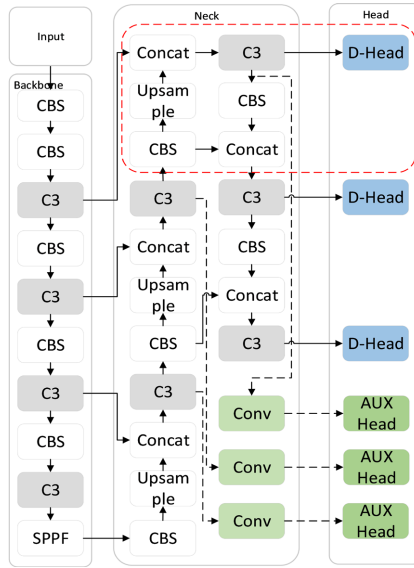 Input
Backbone
CBS
CBS
C3
CBS
C3
CBS
C3
CBS
C3
SPPF
Neck
Concat
Upsam
ple
CBS
C3
Concat
Upsam
ple
CBS
C3
Concat
Upsam
ple
CBS
C3
CBS
Concat
C3
CBS
Concat
C3
Conv
Conv
Conv
Head
D-Head
D-Head
D-Head
AUX
Head
AUX
Head
AUX
Head